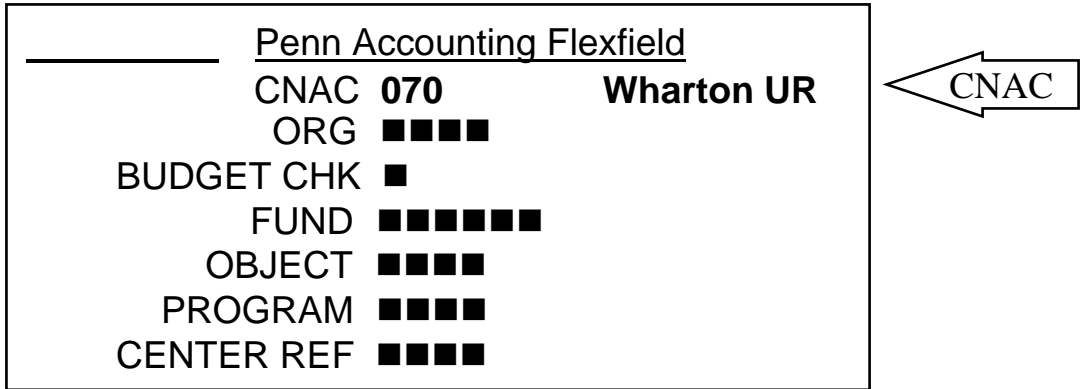 Penn Accounting Flexfield
CNAC 070 Wharton UR
CNAC
ORG ■■■■
BUDGET CHK ■
FUND ■■■■■■
OBJECT ■■■■
PROGRAM ■■■■
CENTER REF ■■■■